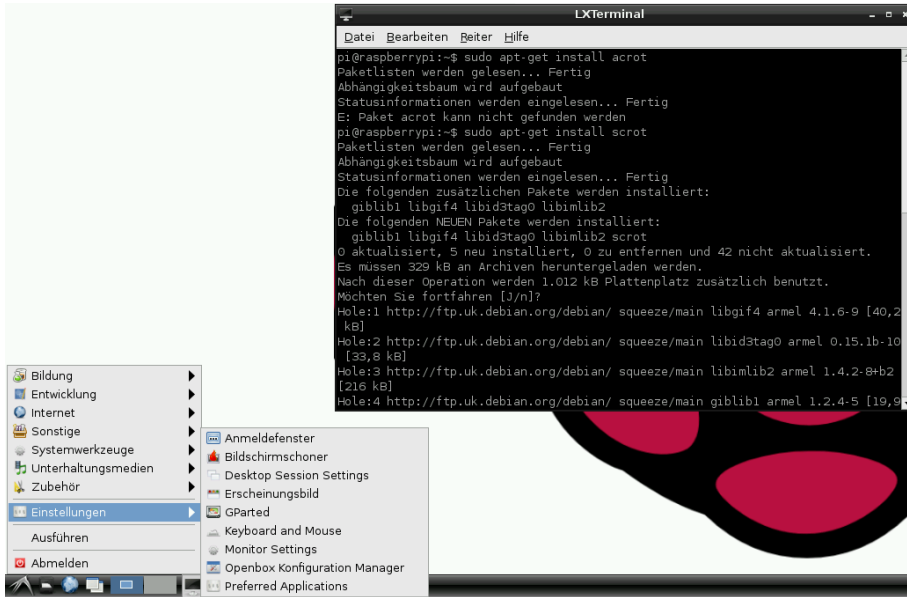 LXTerminal
Datei Bearbeiten Reiter Hilfe
pi@raspberrypi:~$ sudo apt-get install acrot
Paketlisten werden gelesen... Fertig
Abhängigkeitsbaum wird aufgebaut
Statusinformationen werden eingelesen... Fertig
E: Paket acrot kann nicht gefunden werden
pi@raspberrypi:~$ sudo apt-get install scrot
Paketlisten werden gelesen... Fertig
Abhängigkeitsbaum wird aufgebaut
Statusinformationen werden eingelesen... Fertig
Die folgenden zusätzlichen Pakete werden installiert:
giblib1 libgif4 libid3tag0 libimlib2
Die folgenden NEUEN Pakete werden installiert:
giblib1 libgif4 libid3tag0 libimlib2 scrot
0 aktualisiert, 5 neu installiert, 0 zu entfernen und 42 nicht aktualisiert.
Es müssen 329 kB an Archiven heruntergeladen werden.
Nach dieser Operation werden 1.012 kB Plattenplatz zusätzlich benutzt.
Möchten Sie fortfahren [J/n]?
Hole:1 http://ftp.uk.debian.org/debian/ squeeze/main libgif4 armel 4.1.6-9 [40,2
kB]
Hole:2 http://ftp.uk.debian.org/debian/ squeeze/main libid3tag0 armel 0.15.1b-10
[33,8 kB]
Hole:3 http://ftp.uk.debian.org/debian/ squeeze/main libimlib2 armel 1.4.2-8+b2
[216 kB]
Hole:4 http://ftp.uk.debian.org/debian/ squeeze/main giblib1 armel 1.2.4-5 [19,9
Bildung
Entwicklung
Internet
Sonstige
Systemwerkzeuge
Unterhaltungsmedien
Zubehör
Einstellungen
Ausführen
Abmelden
Anmeldefenster
Bildschirmschoner
Desktop Session Settings
Erscheinungsbild
GParted
Keyboard and Mouse
Monitor Settings
Openbox Konfiguration Manager
Preferred Applications